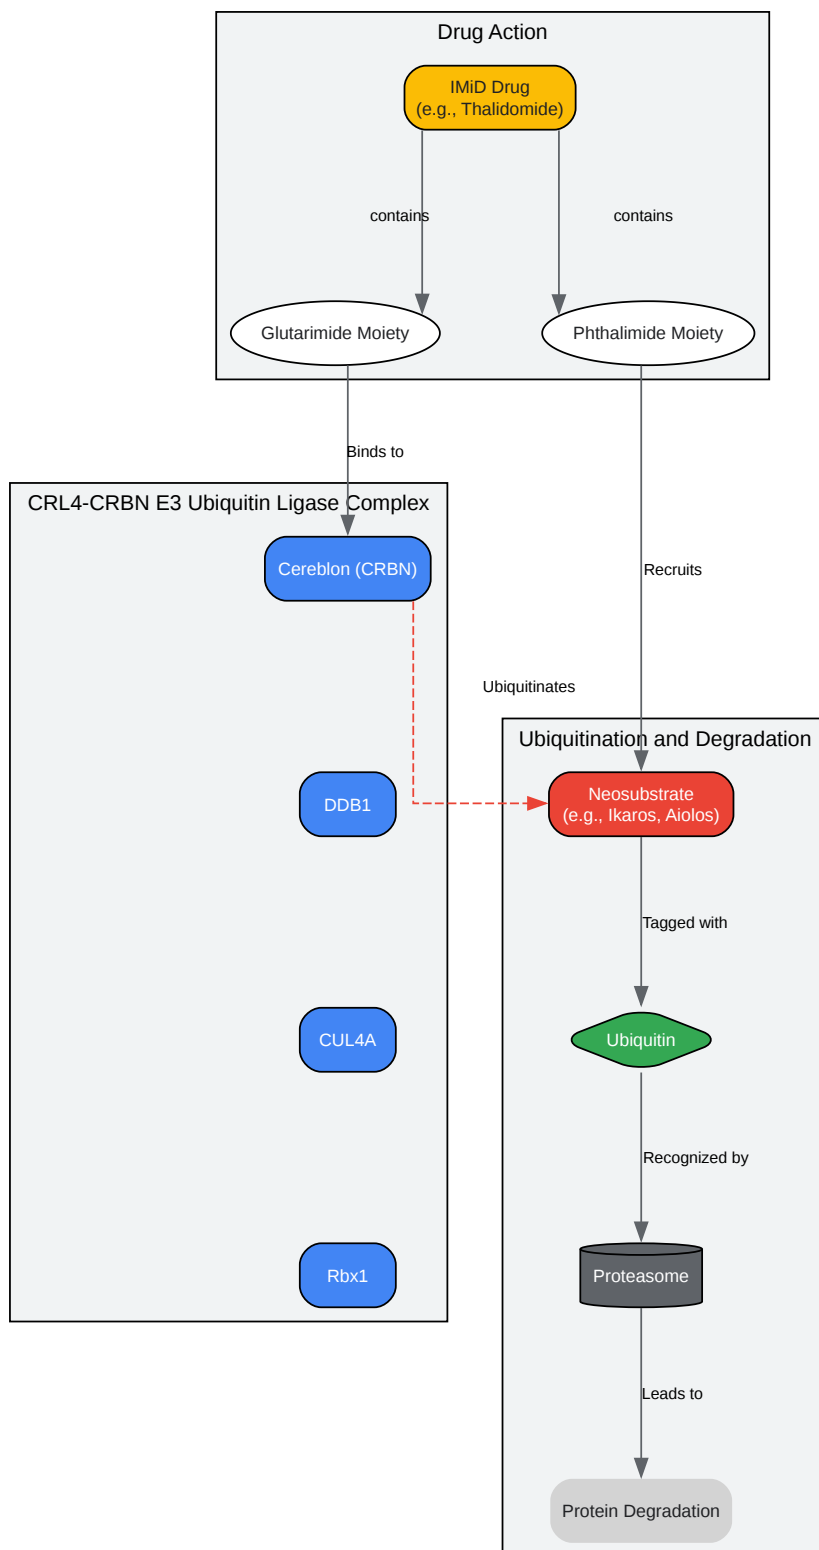 Drug Action
IMiD Drug
(e.g., Thalidomide)
contains
contains
Glutarimide Moiety
Phthalimide Moiety
Binds to
CRL4-CRBN E3 Ubiquitin Ligase Complex
Cereblon (CRBN)
Recruits
Ubiquitinates
Ubiquitination and Degradation
DDB1
Neosubstrate
(e.g., Ikaros, Aiolos)
Tagged with
CUL4A
Ubiquitin
Recognized by
Rbx1
Proteasome
Leads to
Protein Degradation